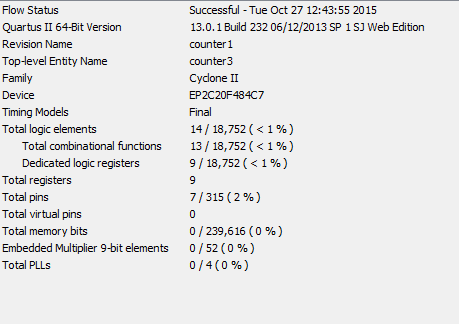 Flow Status Successful - Tue Oct 27 12:43:55 2015
Quartus II 64-Bit Version 13.0.1 Build 232 06/12/2013 SP 1 SJ Web Edition
Revision Name counter1
Top-level Entity Name counter3
Family Cyclone II
Device EP2C20F484C7
Timing Models Final
Total logic elements 14 / 18,752 ( < 1 % )
Total combinational functions 13 / 18,752 ( < 1 % )
Dedicated logic registers 9 / 18,752 ( < 1 % )
Total registers 9
Total pins 7 / 315 ( 2 % )
Total virtual pins 0
Total memory bits 0 / 239,616 ( 0 % )
Embedded Multiplier 9-bit elements 0 / 52 ( 0 % )
Total PLLs 0 / 4 ( 0 % )